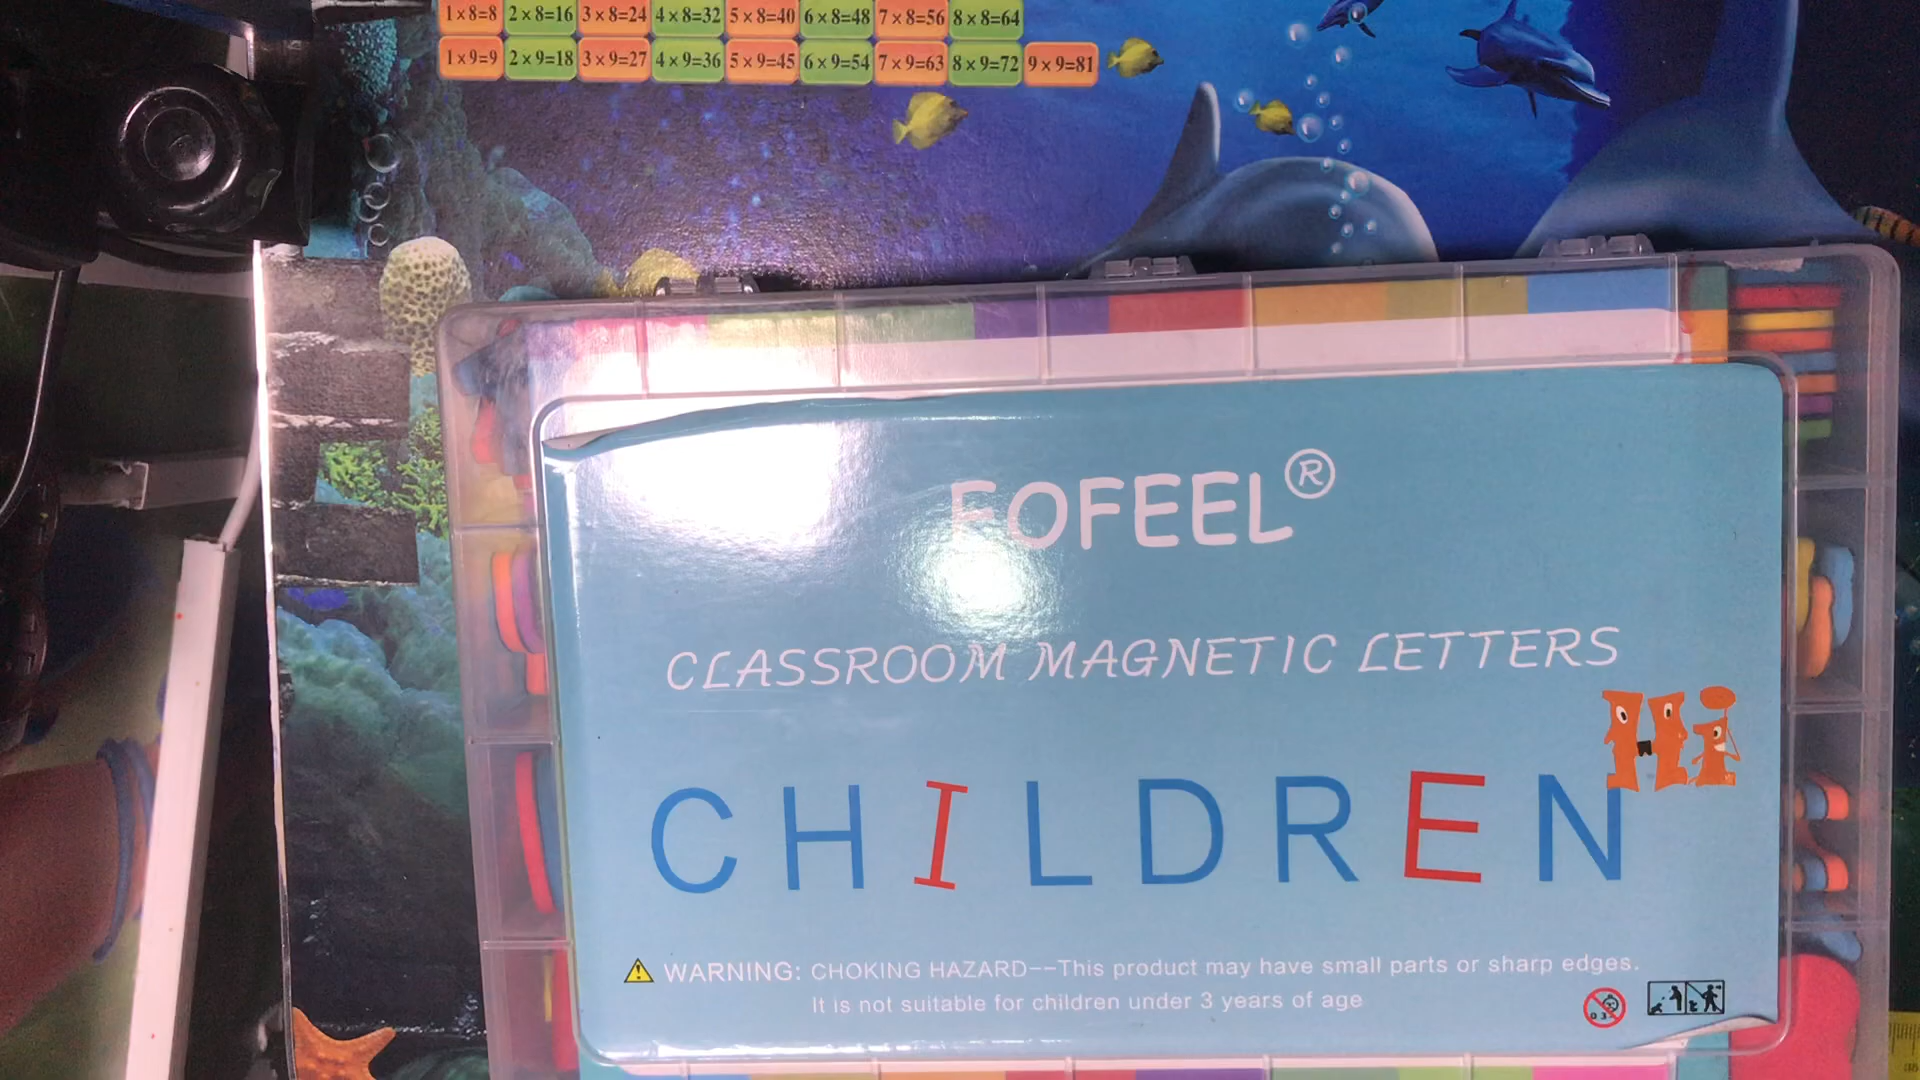 1×8=8 2×8=16 3×8=24 4×8=32 5×8=40 6×8=48 7×8=56 8×8=64
1×9=9 2×9=18 3×9=27 4×9=36 5×9=45 6×9=54 7×9=63 8×9=72 9×9=81
FOFEEL®
CLASSROOM MAGNETIC LETTERS
Hi
CHILDREN
WARNING: CHOKING HAZARD--This product may have small parts or sharp edges.
It is not suitable for children under 3 years of age